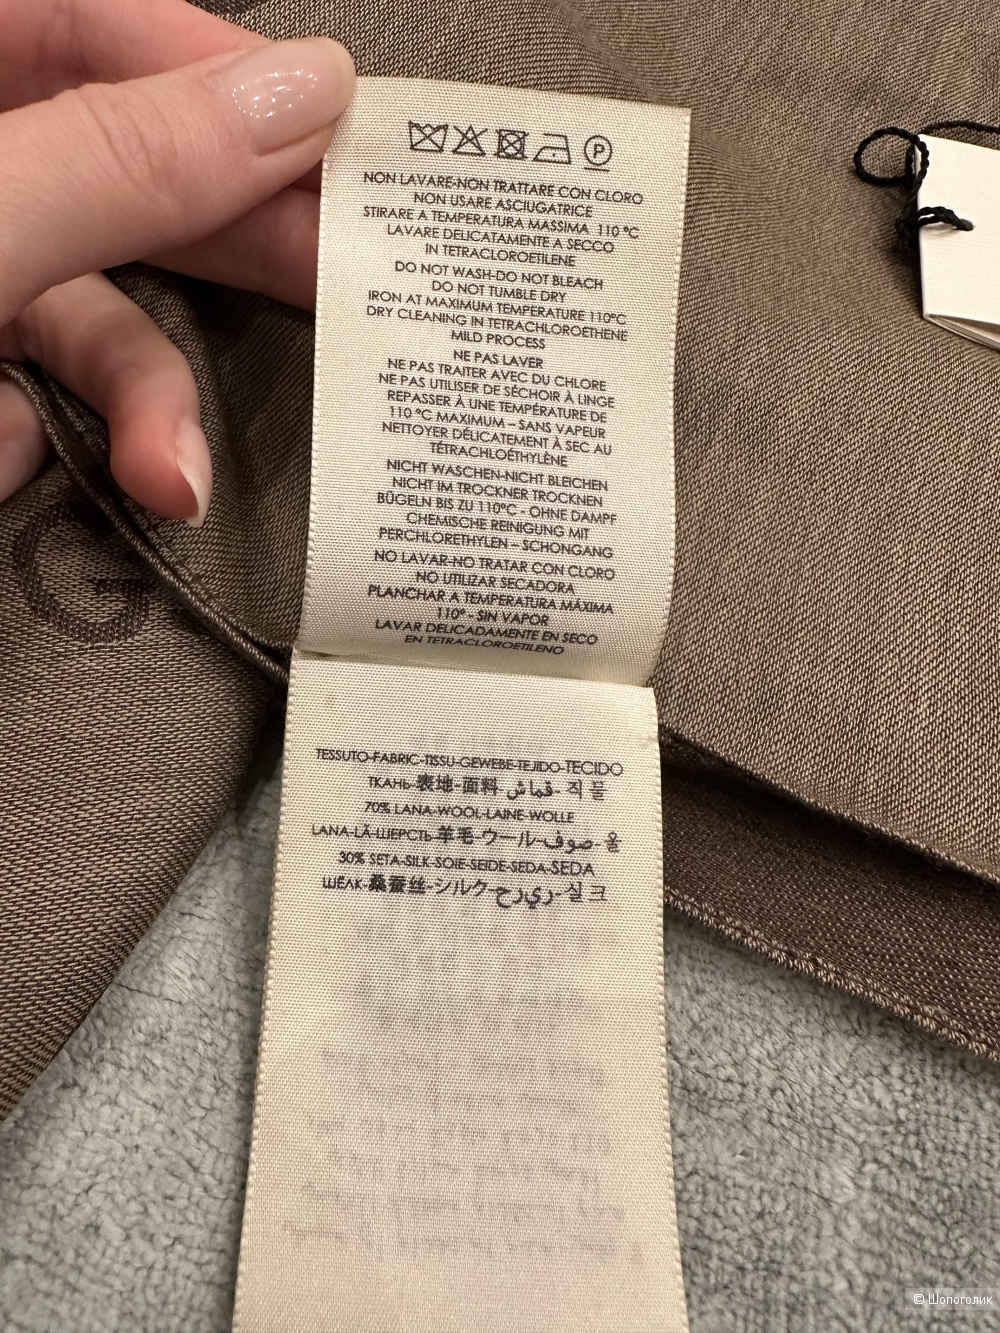 P
NON LAVARE-NON TRATTARE CON CLORO
NON USARE ASCIUGATRICE
STIRARE A TEMPERATURA MASSIMA 110 ºC
LAVARE DELICATAMENTE A SECCO
IN TETRACLOROETILENE
DO NOT WASH-DO NOT BLEACH
DO NOT TUMBLE DRY
IRON AT MAXIMUM TEMPERATURE 110ºC
DRY CLEANING IN TETRACHLOROETHENE
MILD PROCESS
NE PAS LAVER
NE PAS TRAITER AVEC DU CHLORE
NE PAS UTILISER DE SÉCHOIR À LINGE
REPASSER À UNE TEMPÉRATURE DE
110 ºC MAXIMUM – SANS VAPEUR
NETTOYER DÉLICATEMENT À SEC AU
TÉTRACHLOÉTHYLÈNE
NICHT WASCHEN-NICHT BLEICHEN
NICHT IM TROCKNER TROCKNEN
BÜGELN BIS ZU 110ºC - OHNE DAMPF
CHEMISCHE REINIGUNG MIT
PERCHLORETHYLEN – SCHONGANG
NO LAVAR-NO TRATAR CON CLORO
NO UTILIZAR SECADORA
PLANCHAR A TEMPERATURA MÁXIMA
110º - SIN VAPOR
LAVAR DELICADAMENTE EN SECO
EN TETRACLOROETILENO
TESSUTO-FABRIC-TISSU-GEWEBE-TEJIDO-TECIDO
ТКАНЬ-表地-面料-قماش-직물
70% LANA-WOOL-LAINE-WOLLE
LANA-LÃ-ШЕРСТЬ-羊毛-ウール-صوف-울
30% SETA-SILK-SOIE-SEIDE-SEDA-SEDA
ШЁЛК-桑蚕丝-シルク-حرير-실크
© Шопоголик